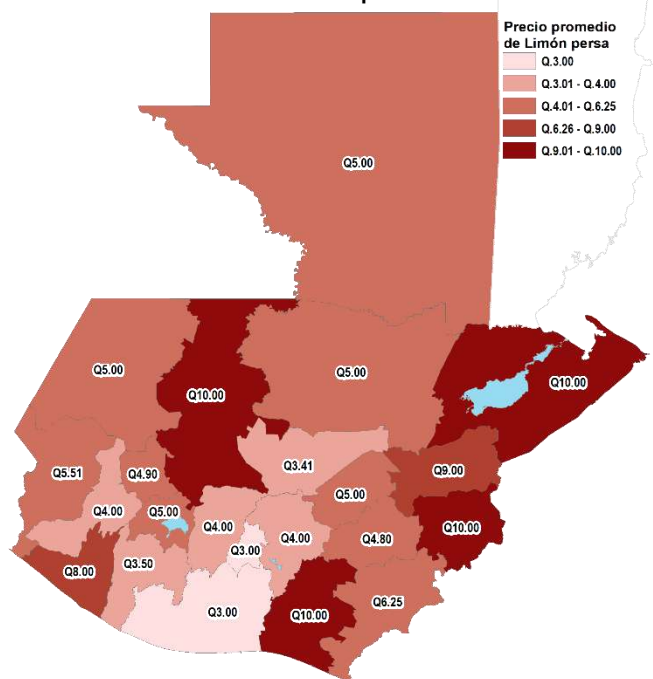 Precio promedio
de Limón persa
Q.3.00
Q.3.01 - Q.4.00
Q.4.01 - Q.6.25
Q.6.26 - Q.9.00
Q.9.01 - Q.10.00
Q5.00
Q5.00
Q10.00
Q5.00
Q10.00
Q5.51
Q4.90
Q3.41
Q9.00
Q4.00
Q5.00
Q4.00
Q3.00
Q4.00
Q5.00
Q4.80
Q10.00
Q8.00
Q3.50
Q3.00
Q10.00
Q6.25